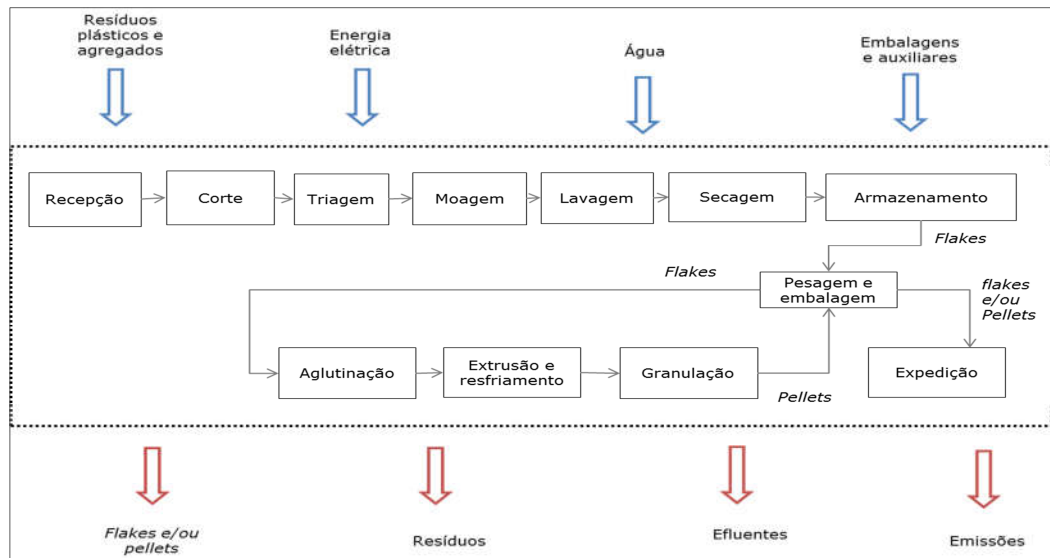 Resíduos
plásticos e
agregados
Energia
elétrica
Água
Embalagens
e auxiliares
Recepção
Corte
Triagem
Moagem
Lavagem
Secagem
Armazenamento
Flakes
Flakes
Pesagem e
embalagem
flakes
e/ou
Pellets
Aglutinação
Extrusão e
resfriamento
Granulação
Pellets
Expedição
Flakes e/ou
pellets
Resíduos
Efluentes
Emissões